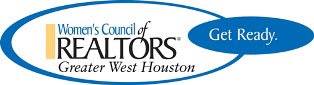 Women's Council of
REALTORS®
Greater West Houston
Get Ready.